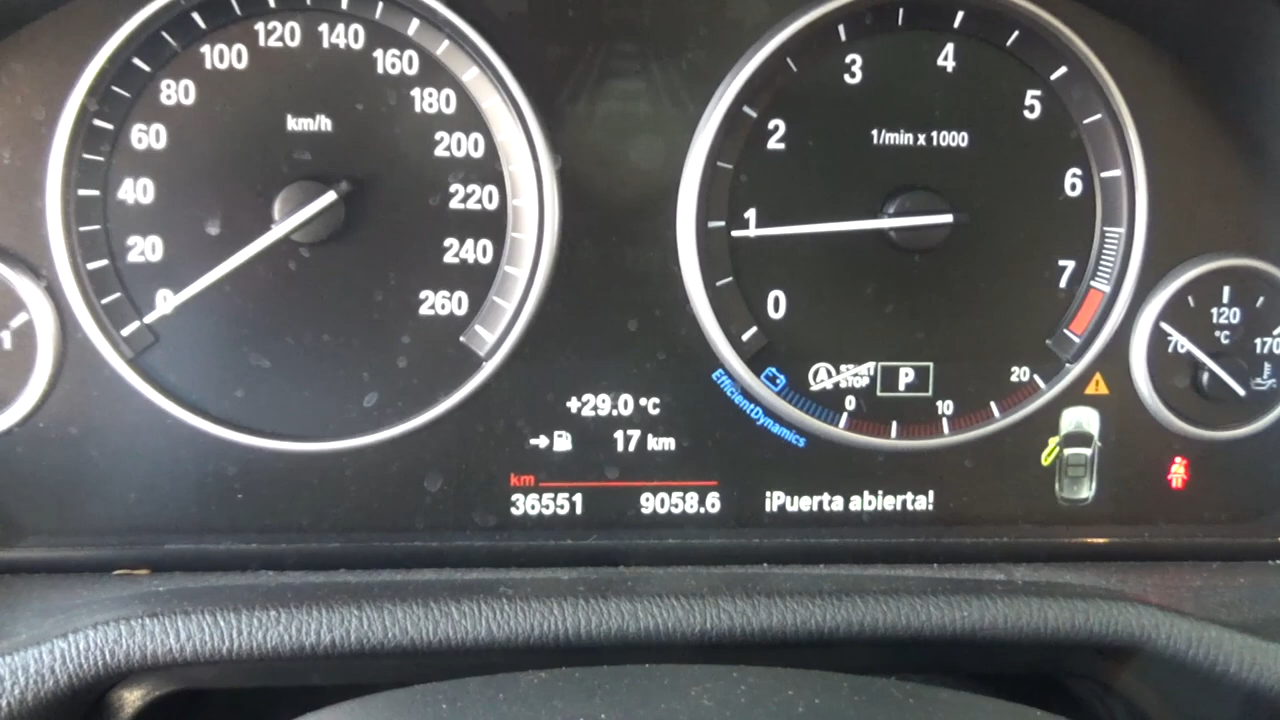 1
km/h
0
20
40
60
80
100
120
140
160
180
200
220
240
260
1/min x 1000
0
1
2
3
4
5
6
7
START
STOP
A
P
EfficientDynamics
0
10
20
70
120
170
°C
+29.0 °C
17 km
km
36551 9058.6
¡Puerta abierta!